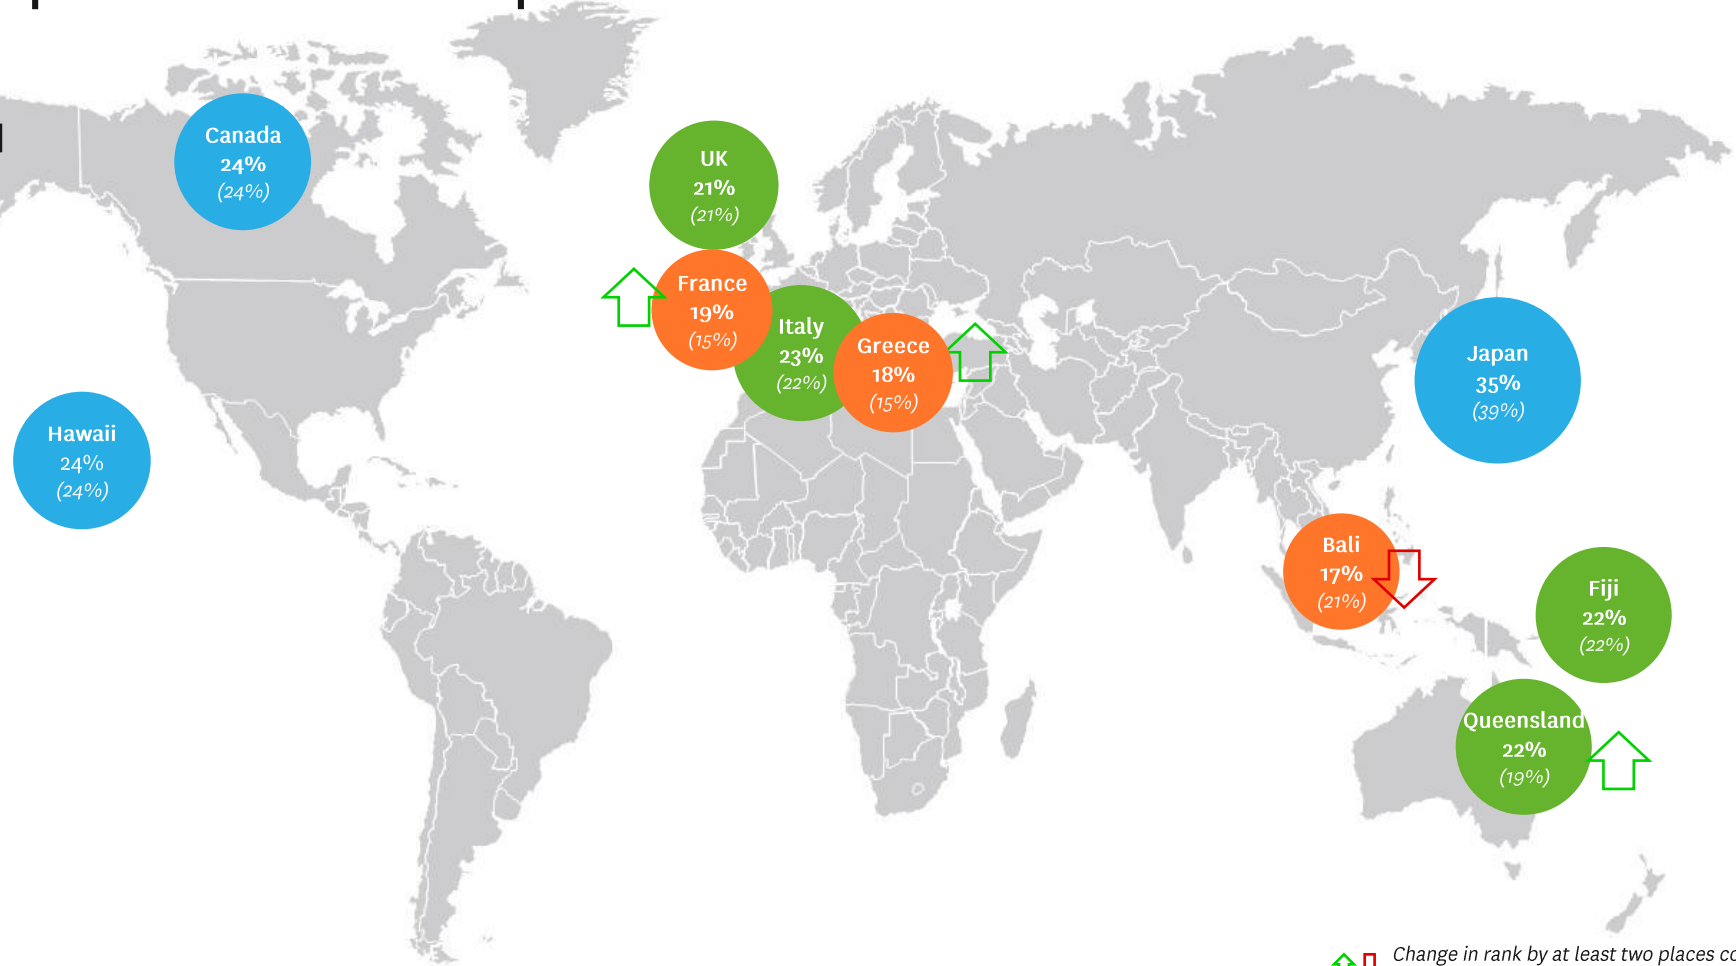 Canada
24%
(24%)
UK
21%
(21%)
France
19%
(15%)
Italy
23%
(22%)
Greece
18%
(15%)
Japan
35%
(39%)
Hawaii
24%
(24%)
Bali
17%
(21%)
Fiji
22%
(22%)
Queensland
22%
(19%)
Change in rank by at least two places